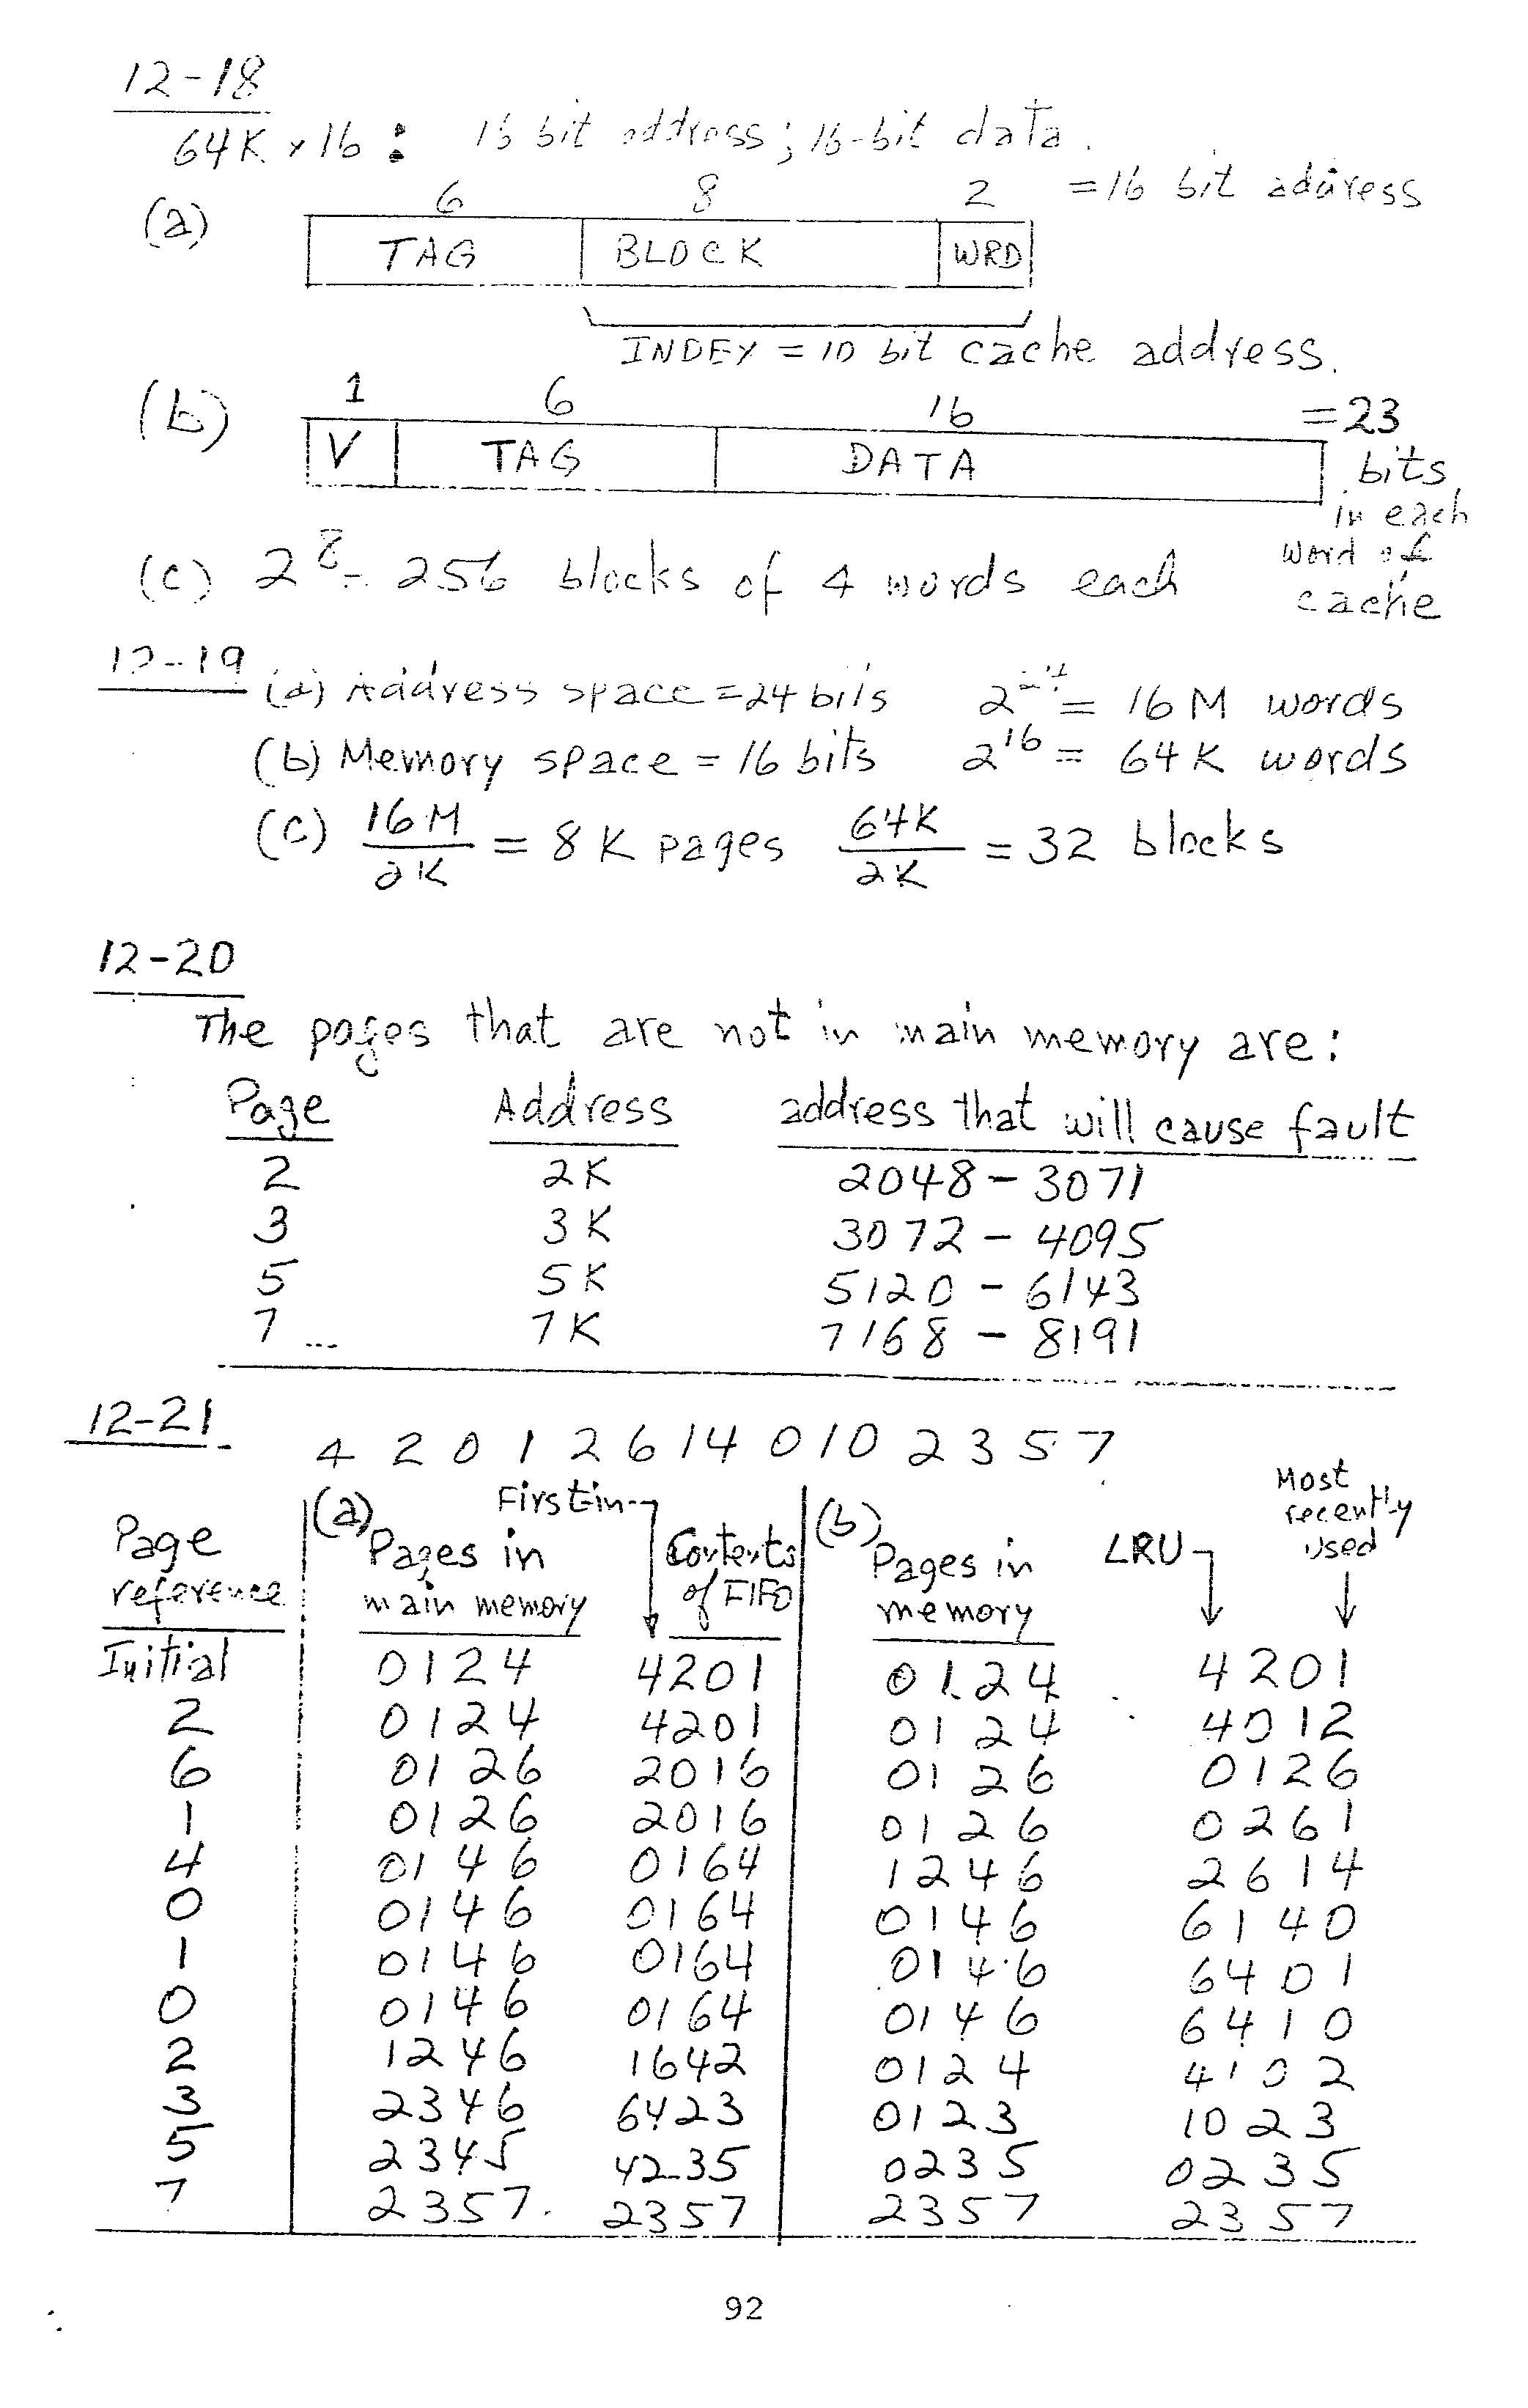 12-18
64K × 16 : 16 bit address; 16-bit data.
(a) 6 8 2 = 16 bit address
TAG BLOCK WRD
INDEX = 10 bit cache address.
(b) 1 6 16 = 23
V TAG DATA bits
in each
word of
cache
(c) 2^8 = 256 blocks of 4 words each
12-19 (a) Address space = 24 bits 2^24 = 16 M words
(b) Memory space = 16 bits 2^16 = 64 K words
(c) 16M/2K = 8 K pages 64K/2K = 32 blocks
12-20
The pages that are not in main memory are:
Page Address address that will cause fault
2 2K 2048 - 3071
3 3K 3072 - 4095
5 5K 5120 - 6143
7 7K 7168 - 8191
12-21 4 2 0 1 2 6 1 4 0 1 0 2 3 5 7
Page reference (a) Pages in main memory First in Contents of FIFO (b) Pages in memory LRU Most recently used
Initial 0124 4201 0124 4201
2 0124 4201 0124 4012
6 0126 2016 0126 0126
1 0126 2016 0126 0261
4 0146 0164 1246 2614
0 0146 0164 0146 6140
1 0146 0164 0146 6401
0 0146 0164 0146 6410
2 1246 1642 0124 4102
3 2346 6423 0123 1023
5 2345 4235 0235 0235
7 2357 2357 2357 2357
92